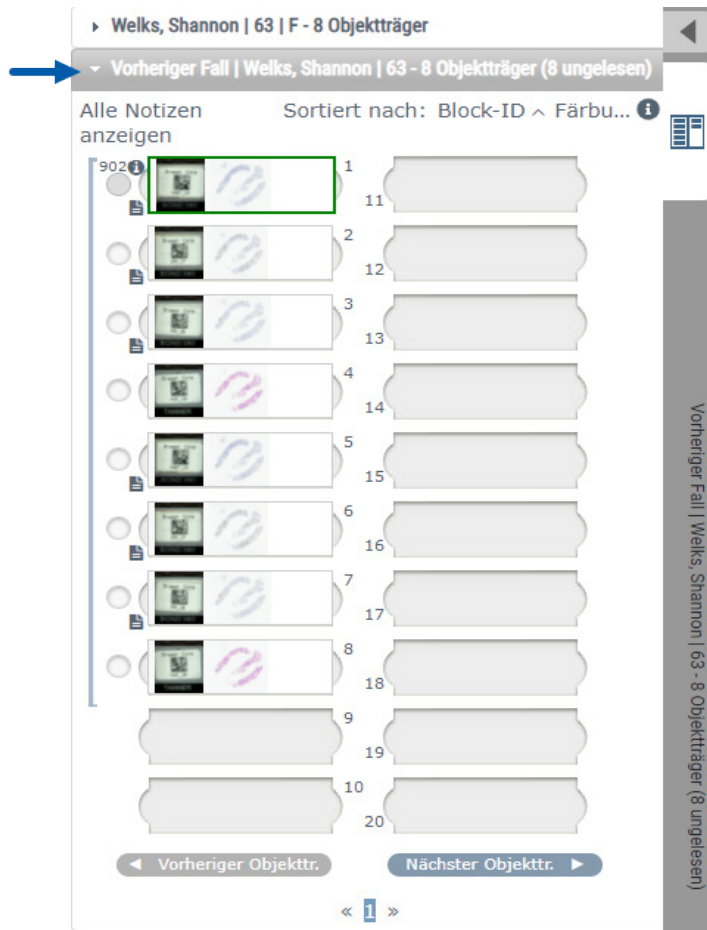 Welks, Shannon | 63 | F - 8 Objektträger
Vorheriger Fall | Welks, Shannon | 63 - 8 Objektträger (8 ungelesen)
Alle Notizen anzeigen
Sortiert nach: Block-ID Färbu...
902
1
11
2
12
3
13
4
14
TANNER
5
15
6
16
7
17
8
18
TANNER
9
19
10
20
Vorheriger Objekttr.
Nächster Objekttr.
« 1 »
Vorheriger Fall | Welks, Shannon | 63 - 8 Objektträger (8 ungelesen)